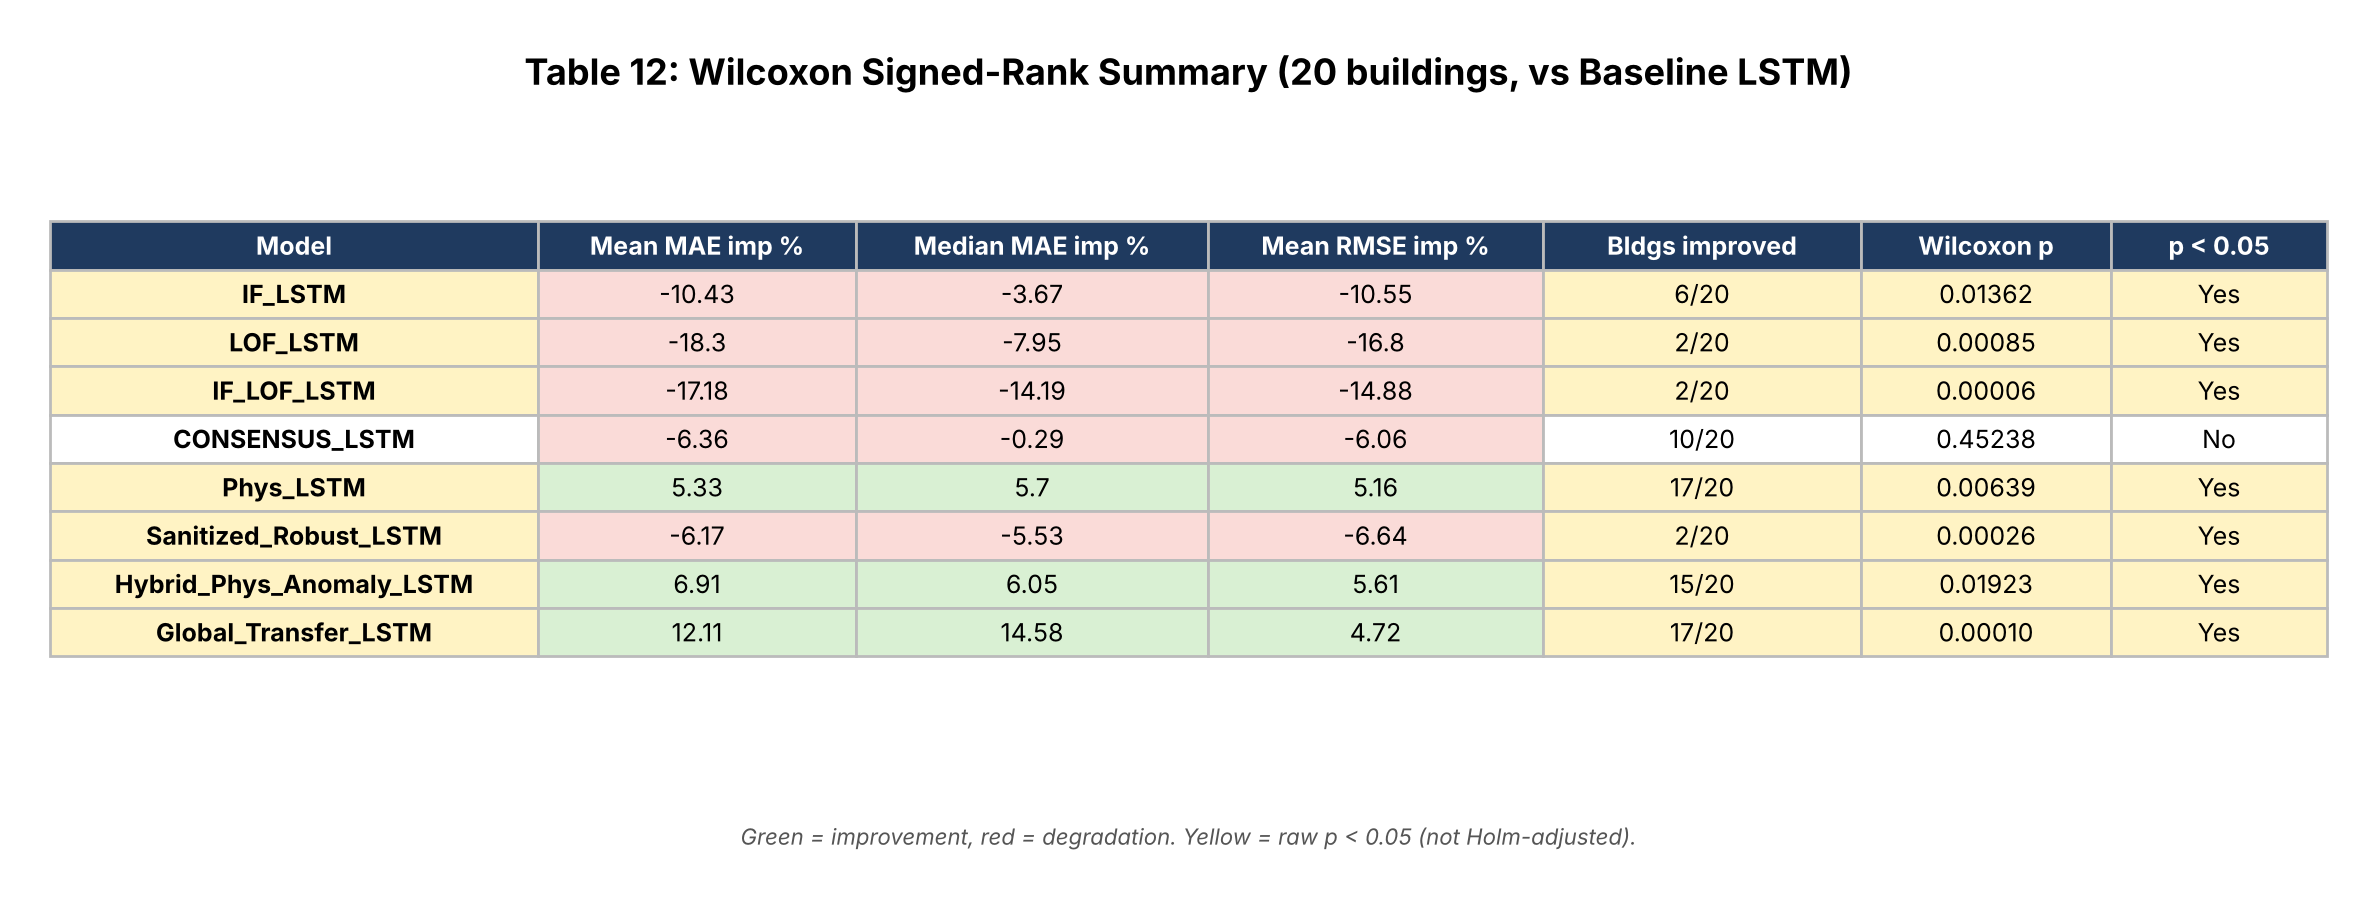 Table 12: Wilcoxon Signed-Rank Summary (20 buildings, vs Baseline LSTM)
Model Mean MAE imp % Median MAE imp % Mean RMSE imp % Bldgs improved Wilcoxon p p < 0.05
IF_LSTM -10.43 -3.67 -10.55 6/20 0.01362 Yes
LOF_LSTM -18.3 -7.95 -16.8 2/20 0.00085 Yes
IF_LOF_LSTM -17.18 -14.19 -14.88 2/20 0.00006 Yes
CONSENSUS_LSTM -6.36 -0.29 -6.06 10/20 0.45238 No
Phys_LSTM 5.33 5.7 5.16 17/20 0.00639 Yes
Sanitized_Robust_LSTM -6.17 -5.53 -6.64 2/20 0.00026 Yes
Hybrid_Phys_Anomaly_LSTM 6.91 6.05 5.61 15/20 0.01923 Yes
Global_Transfer_LSTM 12.11 14.58 4.72 17/20 0.00010 Yes
Green = improvement, red = degradation. Yellow = raw p < 0.05 (not Holm-adjusted).